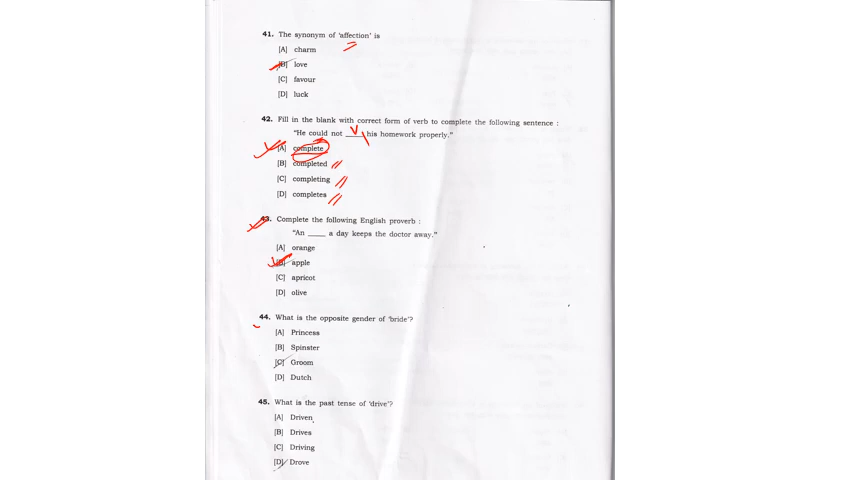 41. The synonym of 'affection' is
[A] charm
[B] love
[C] favour
[D] luck
42. Fill in the blank with correct form of verb to complete the following sentence :
"He could not ____ his homework properly."
[A] complete
[B] completed
[C] completing
[D] completes
43. Complete the following English proverb :
"An ____ a day keeps the doctor away."
[A] orange
[B] apple
[C] apricot
[D] olive
44. What is the opposite gender of 'bride'?
[A] Princess
[B] Spinster
[C] Groom
[D] Dutch
45. What is the past tense of 'drive'?
[A] Driven
[B] Drives
[C] Driving
[D] Drove